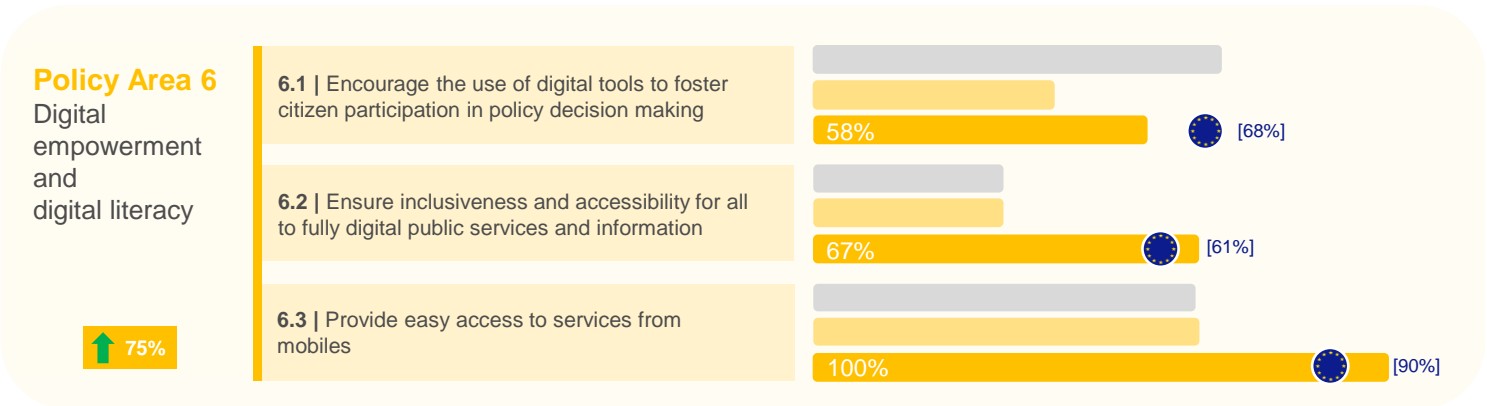 Policy Area 6
Digital
empowerment
and
digital literacy
75%
6.1 | Encourage the use of digital tools to foster
citizen participation in policy decision making
58%
[68%]
6.2 | Ensure inclusiveness and accessibility for all
to fully digital public services and information
67%
[61%]
6.3 | Provide easy access to services from
mobiles
100%
[90%]